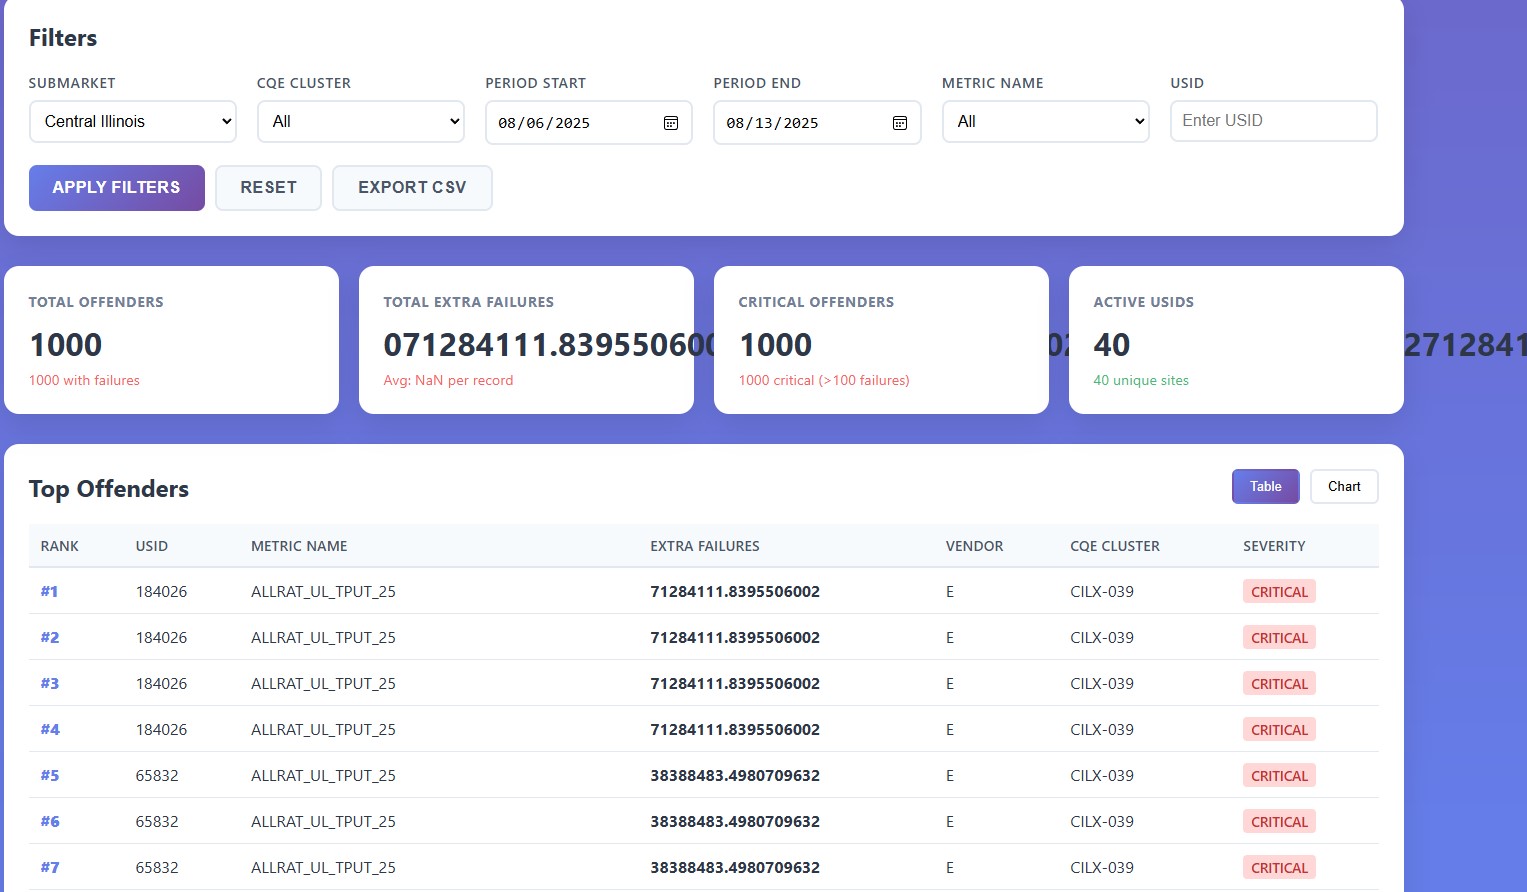 Filters
SUBMARKET CQE CLUSTER PERIOD START PERIOD END METRIC NAME USID
Central Illinois All 08/06/2025 08/13/2025 All Enter USID
APPLY FILTERS RESET EXPORT CSV
TOTAL OFFENDERS TOTAL EXTRA FAILURES CRITICAL OFFENDERS ACTIVE USIDS
1000 071284111.839550600 1000 02 40 2712841
1000 with failures Avg: NaN per record 1000 critical (>100 failures) 40 unique sites
Top Offenders Table Chart
RANK USID METRIC NAME EXTRA FAILURES VENDOR CQE CLUSTER SEVERITY
#1 184026 ALLRAT_UL_TPUT_25 71284111.8395506002 E CILX-039 CRITICAL
#2 184026 ALLRAT_UL_TPUT_25 71284111.8395506002 E CILX-039 CRITICAL
#3 184026 ALLRAT_UL_TPUT_25 71284111.8395506002 E CILX-039 CRITICAL
#4 184026 ALLRAT_UL_TPUT_25 71284111.8395506002 E CILX-039 CRITICAL
#5 65832 ALLRAT_UL_TPUT_25 38388483.4980709632 E CILX-039 CRITICAL
#6 65832 ALLRAT_UL_TPUT_25 38388483.4980709632 E CILX-039 CRITICAL
#7 65832 ALLRAT_UL_TPUT_25 38388483.4980709632 E CILX-039 CRITICAL